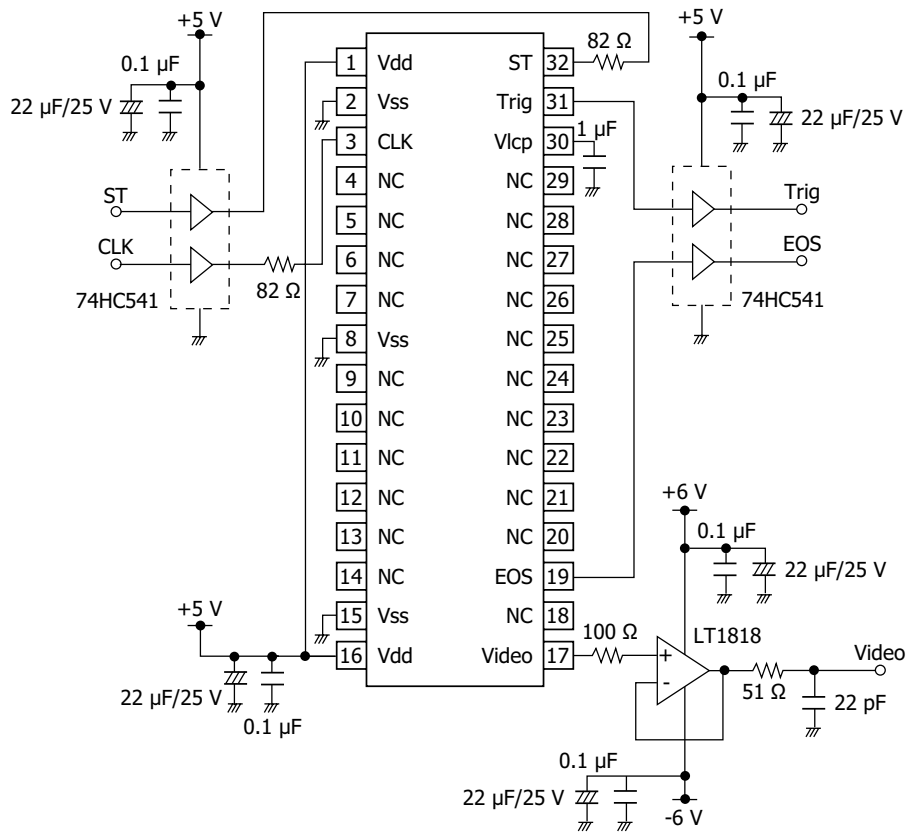 +5 V
0.1 µF
22 µF/25 V
ST
CLK
74HC541
82 Ω
82 Ω
+5 V
0.1 µF
22 µF/25 V
Trig
EOS
74HC541
1 µF
1 Vdd ST 32
2 Vss Trig 31
3 CLK Vlcp 30
4 NC NC 29
5 NC NC 28
6 NC NC 27
7 NC NC 26
8 Vss NC 25
9 NC NC 24
10 NC NC 23
11 NC NC 22
12 NC NC 21
13 NC NC 20
14 NC EOS 19
15 Vss NC 18
16 Vdd Video 17
+5 V
22 µF/25 V
0.1 µF
+6 V
0.1 µF
22 µF/25 V
100 Ω
LT1818
+
-
51 Ω
Video
22 pF
0.1 µF
22 µF/25 V
-6 V